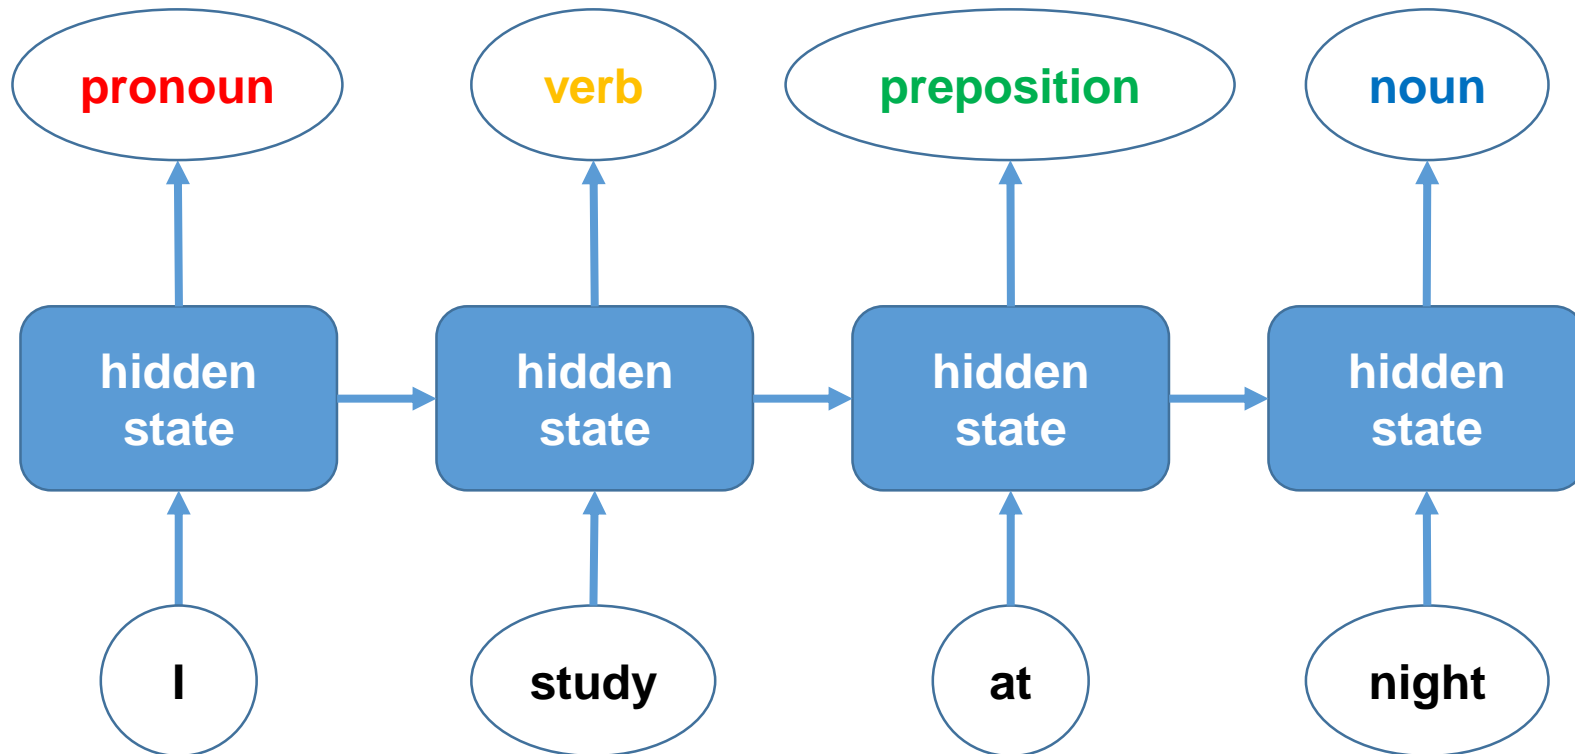 pronoun verb preposition noun
hidden hidden hidden hidden
state state state state
I study at night